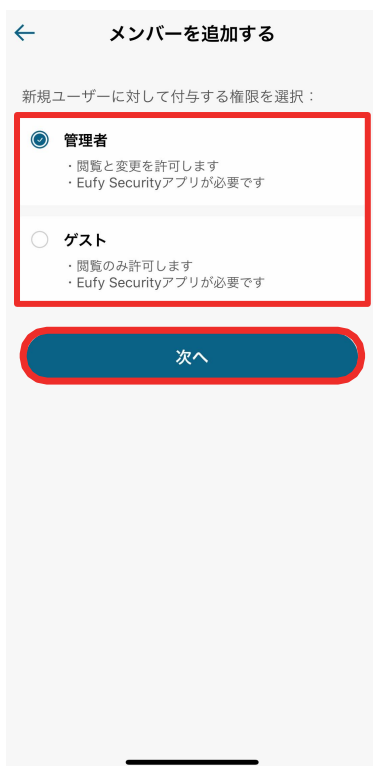 メンバーを追加する
新規ユーザーに対して付与する権限を選択：
管理者
・閲覧と変更を許可します
・Eufy Securityアプリが必要です
ゲスト
・閲覧のみ許可します
・Eufy Securityアプリが必要です
次へ